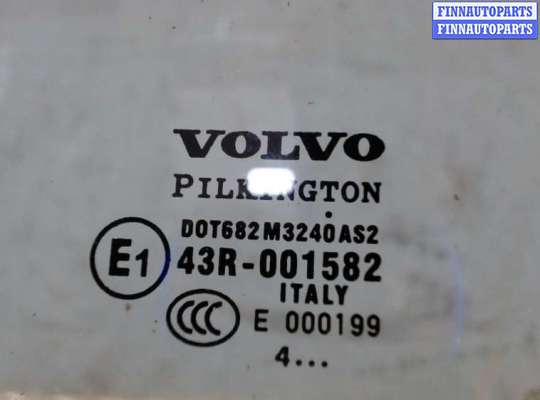 FINNAUTOPARTS
FINNAUTOPARTS
VOLVO
PILKINGTON
DOT682 M3240 AS2
E1 43R-001582
ITALY
CCC E 000199
4...